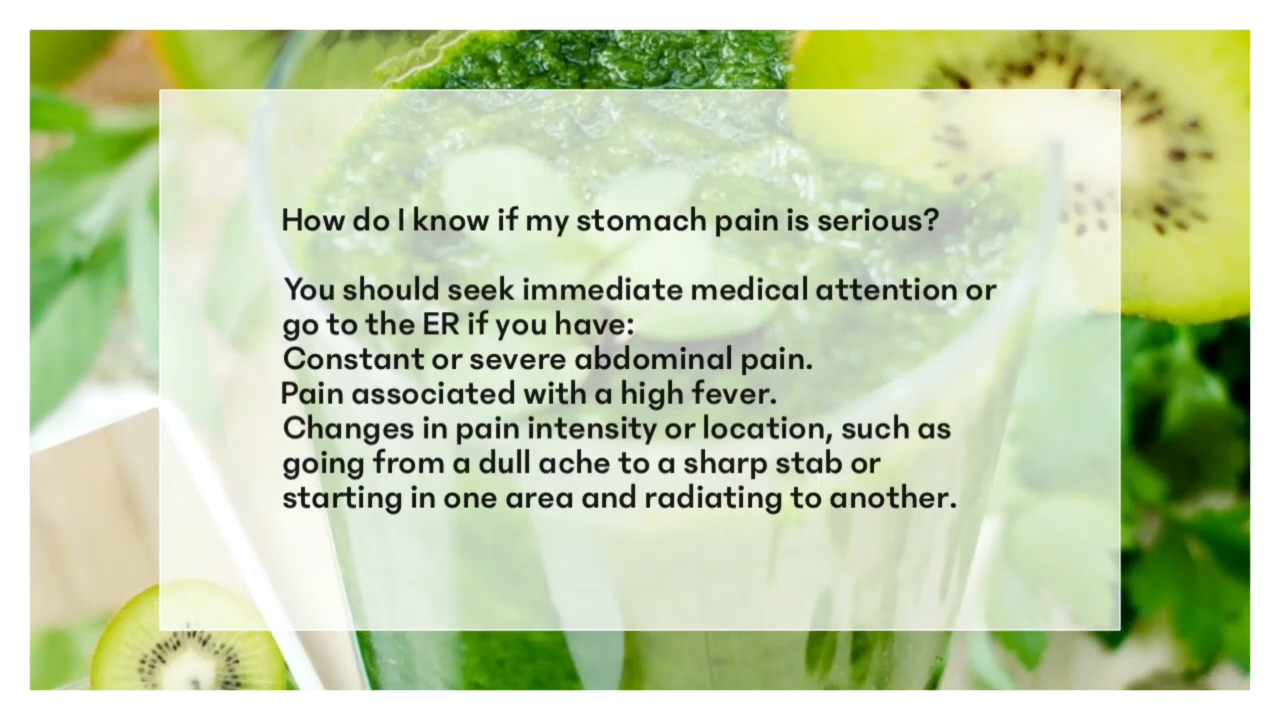 How do I know if my stomach pain is serious?
You should seek immediate medical attention or
go to the ER if you have:
Constant or severe abdominal pain.
Pain associated with a high fever.
Changes in pain intensity or location, such as
going from a dull ache to a sharp stab or
starting in one area and radiating to another.